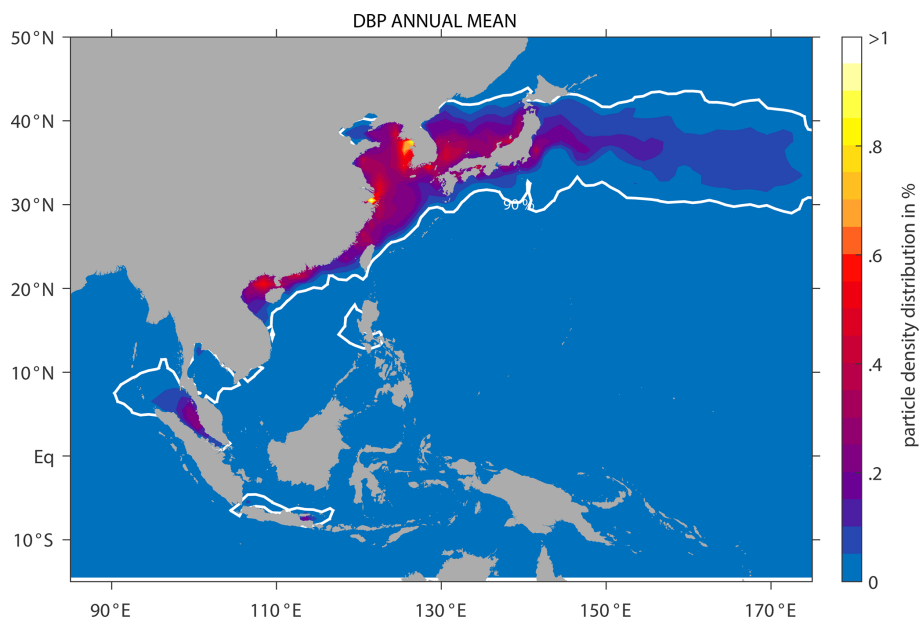 DBP ANNUAL MEAN
50°N
40°N
30°N
20°N
10°N
Eq
10°S
90°E
110°E
130°E
150°E
170°E
90 %
>1
.8
.6
.4
.2
0
particle density distribution in %